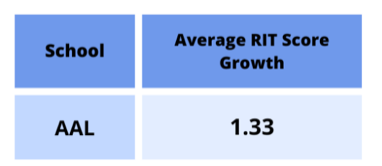 School
Average RIT Score
Growth
AAL
1.33